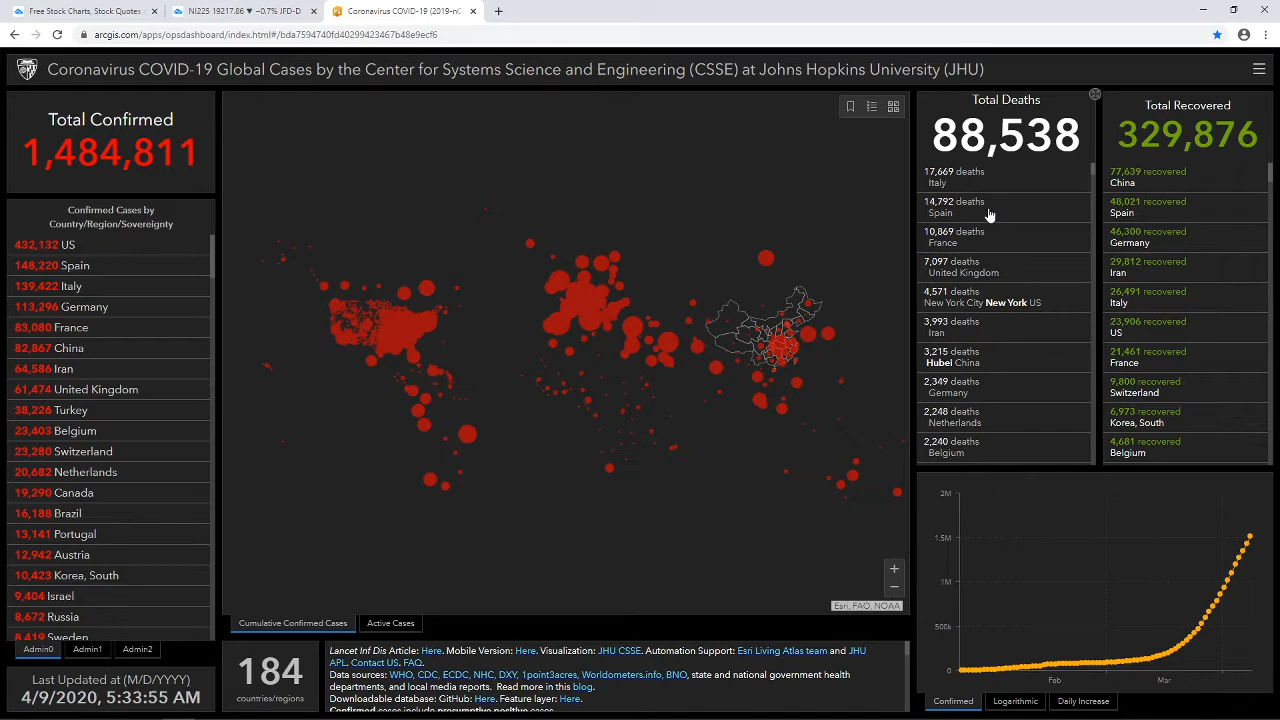 Free Stock Charts, Stock Quotes
NI225 19217.86 ▼ −0.7% JFD-D
Coronavirus COVID-19 (2019-nC
arcgis.com/apps/opsdashboard/index.html#/bda7594740fd40299423467b48e9ecf6
Coronavirus COVID-19 Global Cases by the Center for Systems Science and Engineering (CSSE) at Johns Hopkins University (JHU)
Total Confirmed
1,484,811
Confirmed Cases by
Country/Region/Sovereignty
432,132 US
148,220 Spain
139,422 Italy
113,296 Germany
83,080 France
82,867 China
64,586 Iran
61,474 United Kingdom
38,226 Turkey
23,403 Belgium
23,280 Switzerland
20,682 Netherlands
19,290 Canada
16,188 Brazil
13,141 Portugal
12,942 Austria
10,423 Korea, South
9,404 Israel
8,672 Russia
8,419 Sweden
Admin0 Admin1 Admin2
Last Updated at (M/D/YYYY)
4/9/2020, 5:33:55 AM
+
−
Esri, FAO, NOAA
Cumulative Confirmed Cases
Active Cases
184
countries/regions
Lancet Inf Dis Article: Here. Mobile Version: Here. Visualization: JHU CSSE. Automation Support: Esri Living Atlas team and JHU
API. Contact US. FAQ.
Data sources: WHO, CDC, ECDC, NHC, DXY, 1point3acres, Worldometers.info, BNO, state and national government health
departments, and local media reports. Read more in this blog.
Downloadable database: GitHub: Here. Feature layer: Here.
Confirmed cases include presumptive positive cases.
Total Deaths
88,538
17,669 deaths
Italy
14,792 deaths
Spain
10,869 deaths
France
7,097 deaths
United Kingdom
4,571 deaths
New York City New York US
3,993 deaths
Iran
3,215 deaths
Hubei China
2,349 deaths
Germany
2,248 deaths
Netherlands
2,240 deaths
Belgium
Total Recovered
329,876
77,639 recovered
China
48,021 recovered
Spain
46,300 recovered
Germany
29,812 recovered
Iran
26,491 recovered
Italy
23,906 recovered
US
21,461 recovered
France
9,800 recovered
Switzerland
6,973 recovered
Korea, South
4,681 recovered
Belgium
2M
1.5M
1M
500k
0
Feb
Mar
Confirmed
Logarithmic
Daily Increase